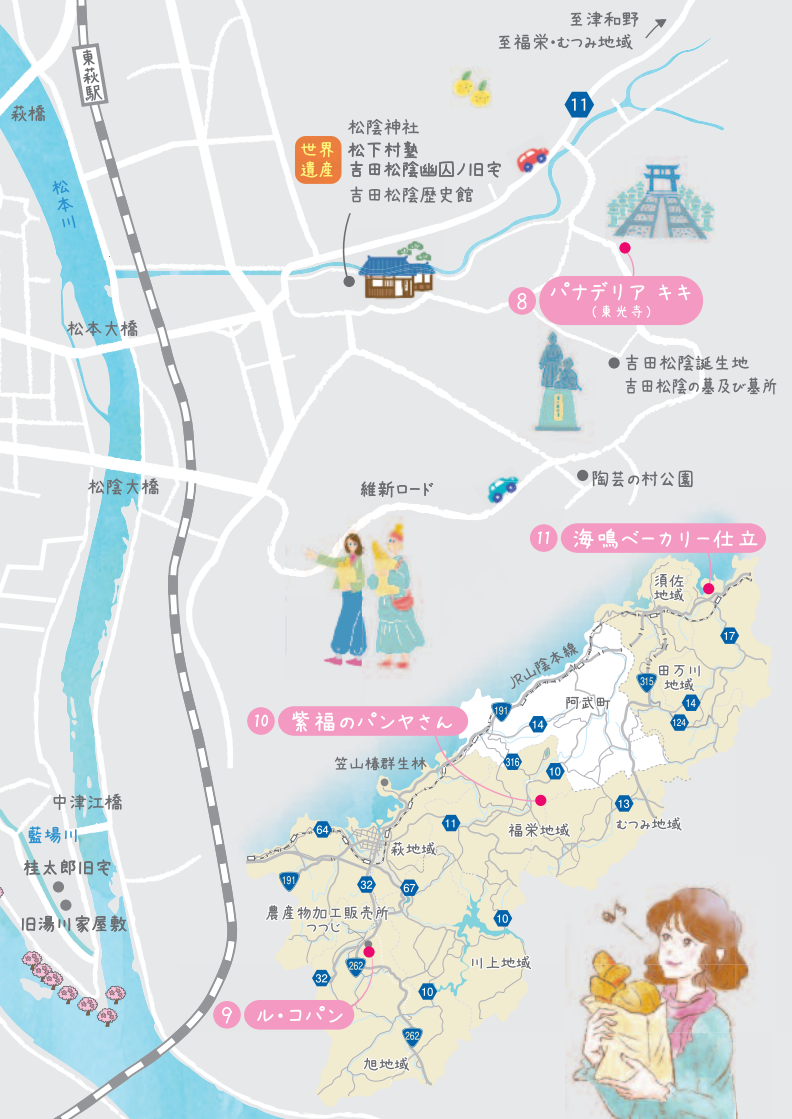 至津和野
至福栄・むつみ地域
東萩駅
11
萩橋
松陰神社
世界
遺産
松下村塾
吉田松陰幽囚ノ旧宅
吉田松陰歴史館
松本川
8
パナデリア キキ
（東光寺）
松本大橋
吉田松陰誕生地
吉田松陰の墓及び墓所
松陰大橋
維新ロード
陶芸の村公園
11
海鳴ベーカリー仕立
須佐
地域
17
JR山陰本線
315
田万川
地域
阿武町
191
14
14
124
10
紫福のパンヤさん
316
10
笠山椿群生林
13
中津江橋
64
11
福栄地域
むつみ地域
藍場川
萩地域
桂太郎旧宅
191
32
67
旧湯川家屋敷
農産物加工販売所
つつじ
10
262
32
川上地域
10
9
ル・コパン
262
旭地域